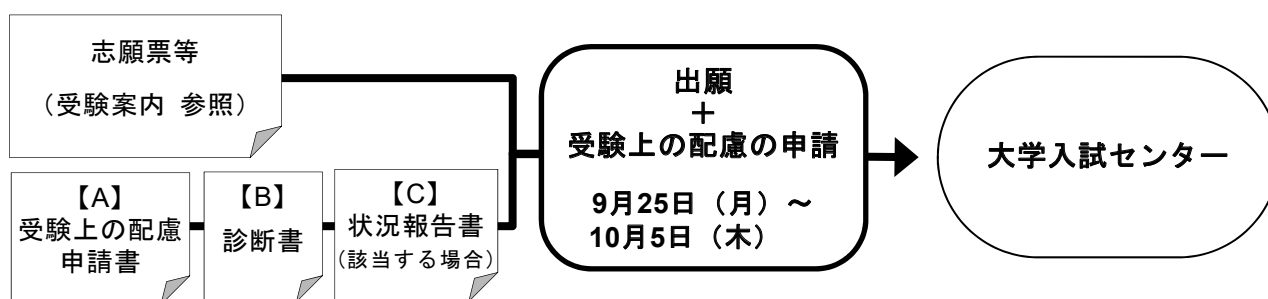 志願票等
（受験案内 参照）
【A】
受験上の配慮
申請書
【B】
診断書
【C】
状況報告書
（該当する場合）
出願
＋
受験上の配慮の申請
9月25日（月）～
10月5日（木）
大学入試センター